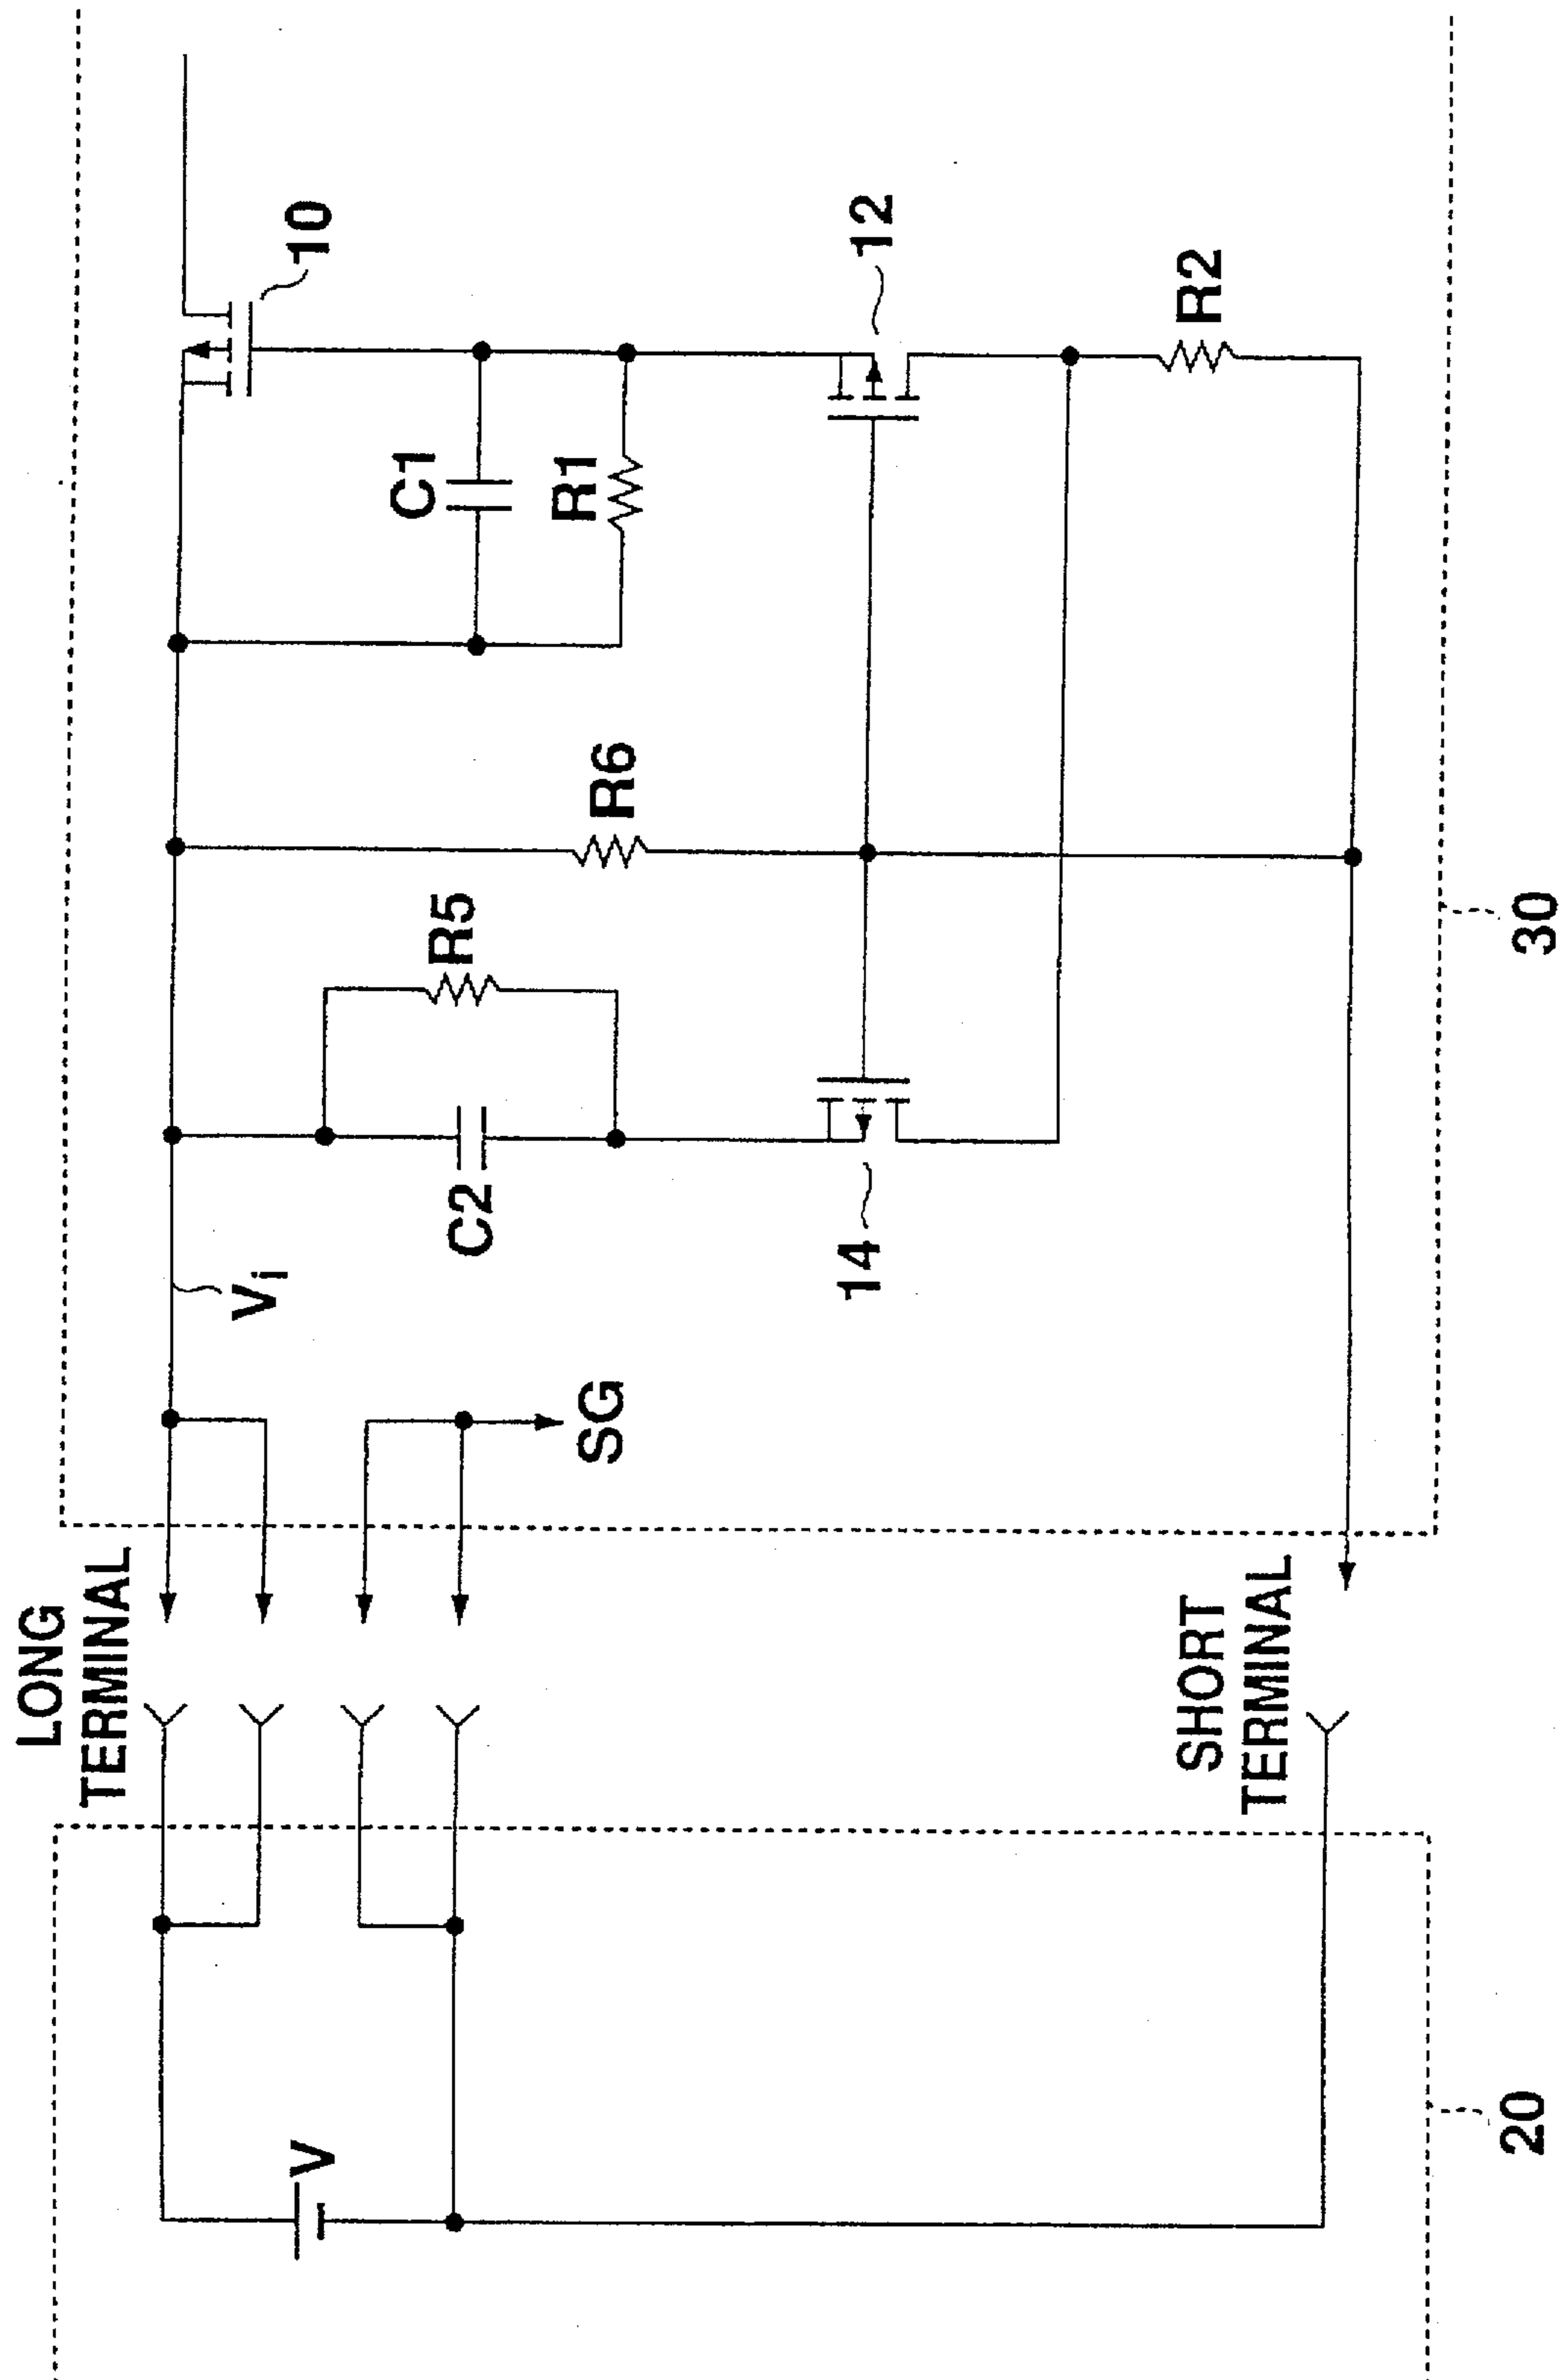 LONG
TERMINAL
SHORT
TERMINAL
V
20
Vi
SG
C2
R5
14
R6
C1
R1
10
12
R2
30